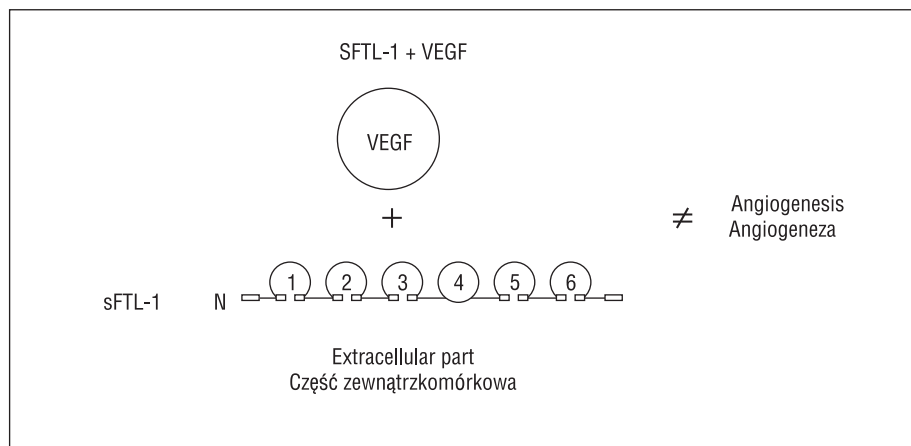 SFTL-1 + VEGF
VEGF
+
≠
Angiogenesis
Angiogeneza
1 2 3 4 5 6
sFTL-1 N
Extracellular part
Część zewnątrzkomórkowa